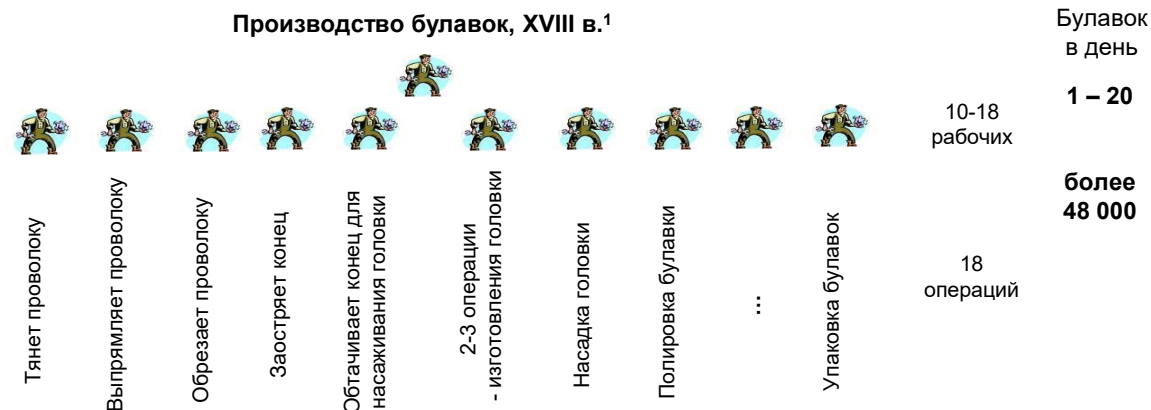 Производство булавок, XVIII в.¹
Булавок
в день
1 – 20
10-18
рабочих
более
48 000
18
операций
Тянет проволоку
Выпрямляет проволоку
Обрезает проволоку
Заостряет конец
Обтачивает конец для
насаживания головки
2-3 операции
- изготовления головки
Насадка головки
Полировка булавки
...
Упаковка булавок